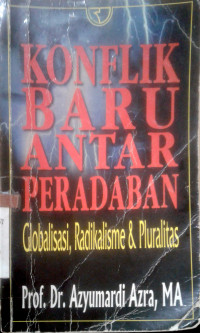 KONFLIK
BARU
ANTAR
PERADABAN
Globalisasi, Radikalisme & Pluralitas
Prof. Dr. Azyumardi Azra, MA